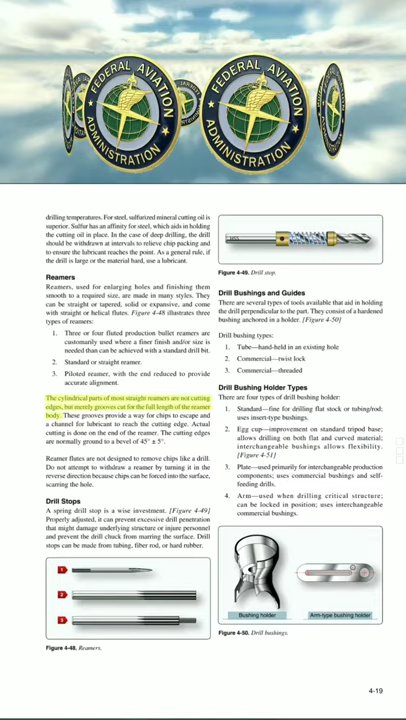 FEDERAL AVIATION
ADMINISTRATION
FEDERAL AVIATION
ADMINISTRATION
drilling temperatures. For steel, sulfurized mineral cutting oil is
superior. Sulfur has an affinity for steel, which aids in holding
the cutting oil in place. In the case of deep drilling, the drill
should be withdrawn at intervals to relieve chip packing and
to ensure the lubricant reaches the point. As a general rule, if
the drill is large or the material hard, use a lubricant.
Reamers
Reamers, used for enlarging holes and finishing them
smooth to a required size, are made in many styles. They
can be straight or tapered, solid or expansive, and come
with straight or helical flutes. Figure 4-48 illustrates three
types of reamers:
1. Three or four fluted production bullet reamers are
customarily used where a finer finish and/or size is
needed than can be achieved with a standard drill bit.
2. Standard or straight reamer.
3. Piloted reamer, with the end reduced to provide
accurate alignment.
The cylindrical parts of most straight reamers are not cutting
edges, but merely grooves cut for the full length of the reamer
body. These grooves provide a way for chips to escape and
a channel for lubricant to reach the cutting edge. Actual
cutting is done on the end of the reamer. The cutting edges
are normally ground to a bevel of 45° ± 5°.
Reamer flutes are not designed to remove chips like a drill.
Do not attempt to withdraw a reamer by turning it in the
reverse direction because chips can be forced into the surface,
scarring the hole.
Drill Stops
A spring drill stop is a wise investment. [Figure 4-49]
Properly adjusted, it can prevent excessive drill penetration
that might damage underlying structure or injure personnel
and prevent the drill chuck from marring the surface. Drill
stops can be made from tubing, fiber rod, or hard rubber.
1
2
3
Figure 4-48. Reamers.
Figure 4-49. Drill stop.
Drill Bushings and Guides
There are several types of tools available that aid in holding
the drill perpendicular to the part. They consist of a hardened
bushing anchored in a holder. [Figure 4-50]
Drill bushing types:
1. Tube—hand-held in an existing hole
2. Commercial—twist lock
3. Commercial—threaded
Drill Bushing Holder Types
There are four types of drill bushing holder:
1. Standard—fine for drilling flat stock or tubing/rod;
uses insert-type bushings.
2. Egg cup—improvement on standard tripod base;
allows drilling on both flat and curved material;
interchangeable bushings allows flexibility.
[Figure 4-51]
3. Plate—used primarily for interchangeable production
components; uses commercial bushings and self-
feeding drills.
4. Arm—used when drilling critical structure;
can be locked in position; uses interchangeable
commercial bushings.
Bushing holder
Arm-type bushing holder
Figure 4-50. Drill bushings.
4-19